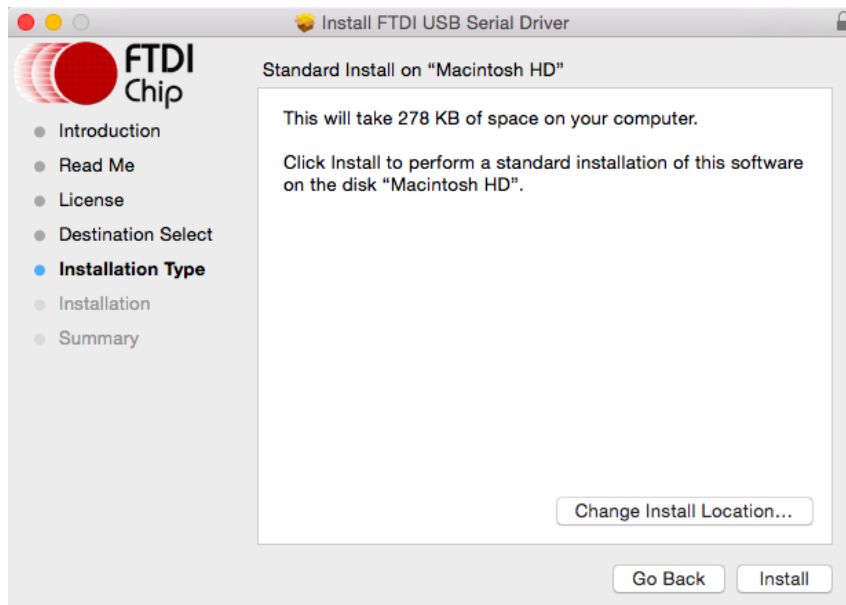 Install FTDI USB Serial Driver
FTDI
Chip
Introduction
Read Me
License
Destination Select
Installation Type
Installation
Summary
Standard Install on “Macintosh HD”
This will take 278 KB of space on your computer.
Click Install to perform a standard installation of this software
on the disk “Macintosh HD”.
Change Install Location...
Go Back
Install